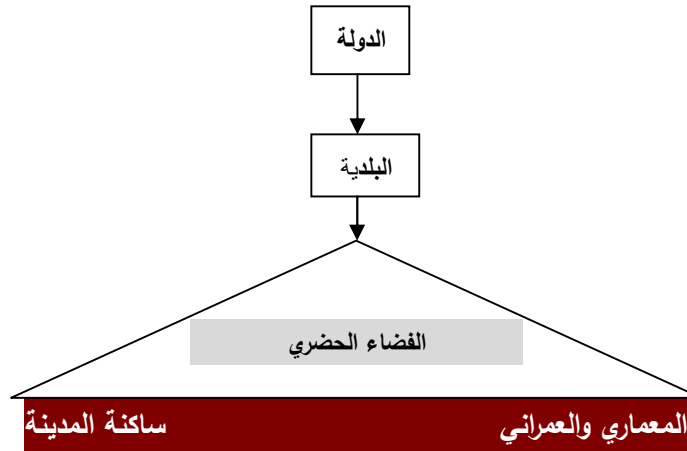 الدولة
البلدية
الفضاء الحضري
المعماري والعمراني
ساكنة المدينة